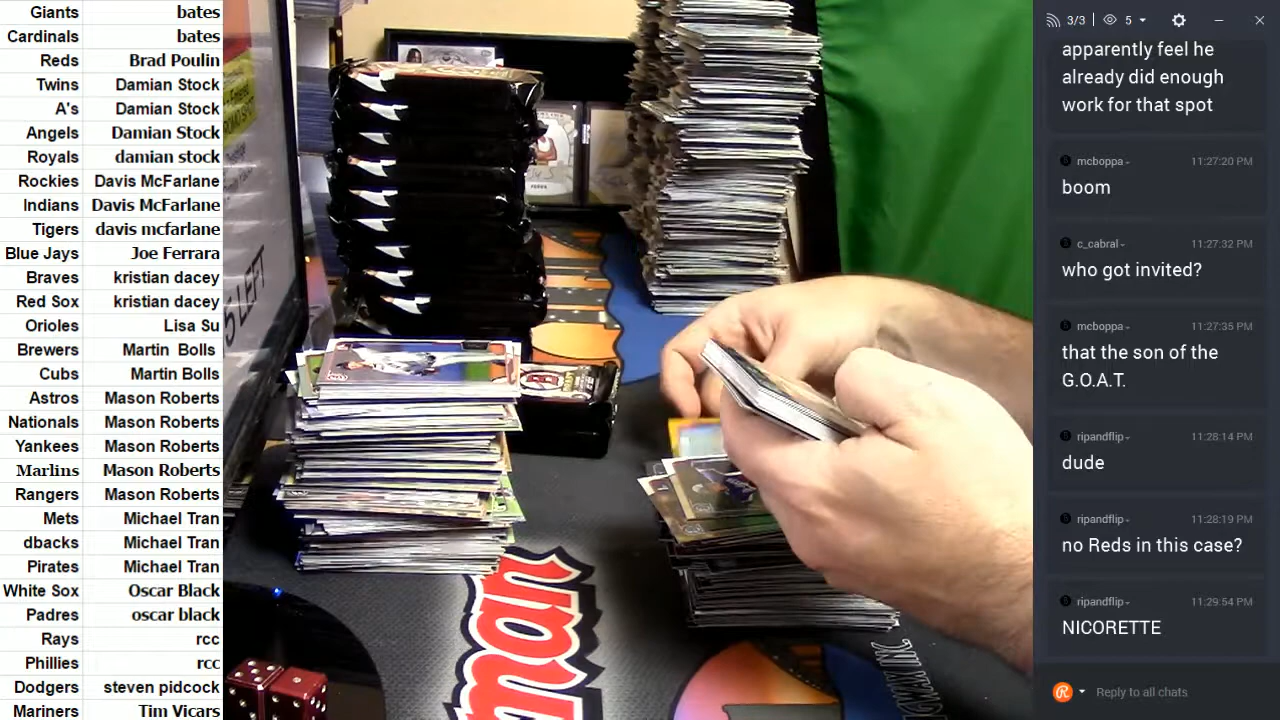 Giants bates
Cardinals bates
Reds Brad Poulin
Twins Damian Stock
A's Damian Stock
Angels Damian Stock
Royals damian stock
Rockies Davis McFarlane
Indians Davis McFarlane
Tigers davis mcfarlane
Blue Jays Joe Ferrara
Braves kristian dacey
Red Sox kristian dacey
Orioles Lisa Su
Brewers Martin Bolls
Cubs Martin Bolls
Astros Mason Roberts
Nationals Mason Roberts
Yankees Mason Roberts
Marlins Mason Roberts
Rangers Mason Roberts
Mets Michael Tran
dbacks Michael Tran
Pirates Michael Tran
White Sox Oscar Black
Padres oscar black
Rays rcc
Phillies rcc
Dodgers steven pidcock
Mariners Tim Vicars
5 LEFT
man
3/3 5
apparently feel he
already did enough
work for that spot
mcboppa 11:27:20 PM
boom
c_cabral 11:27:32 PM
who got invited?
mcboppa 11:27:35 PM
that the son of the
G.O.A.T.
ripandflip 11:28:14 PM
dude
ripandflip 11:28:19 PM
no Reds in this case?
ripandflip 11:29:54 PM
NICORETTE
Reply to all chats